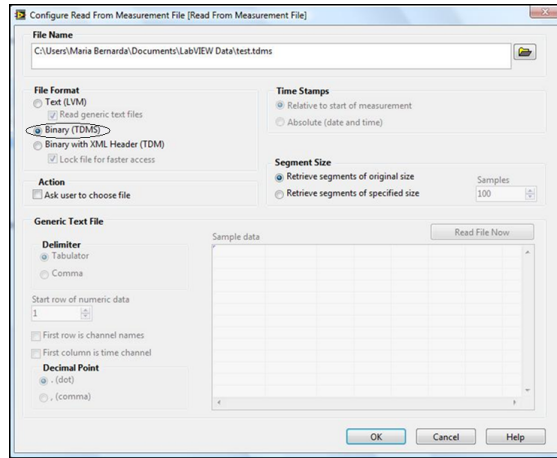 Configure Read From Measurement File [Read From Measurement File]
File Name
C:\Users\Maria Bernarda\Documents\LabVIEW Data\test.tdms
File Format
Text (LVM)
Read generic text files
Binary (TDMS)
Binary with XML Header (TDM)
Lock file for faster access
Action
Ask user to choose file
Time Stamps
Relative to start of measurement
Absolute (date and time)
Segment Size
Retrieve segments of original size
Retrieve segments of specified size
Samples
100
Generic Text File
Delimiter
Tabulator
Comma
Start row of numeric data
1
First row is channel names
First column is time channel
Decimal Point
. (dot)
, (comma)
Sample data
Read File Now
OK
Cancel
Help